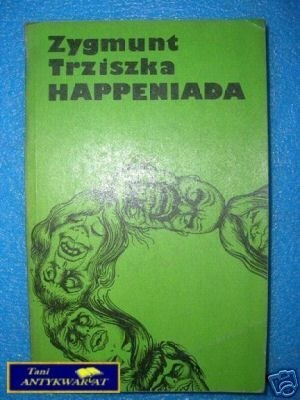 Zygmunt
Trziszka
HAPPENIADA
Tani
ANTYKWARIAT